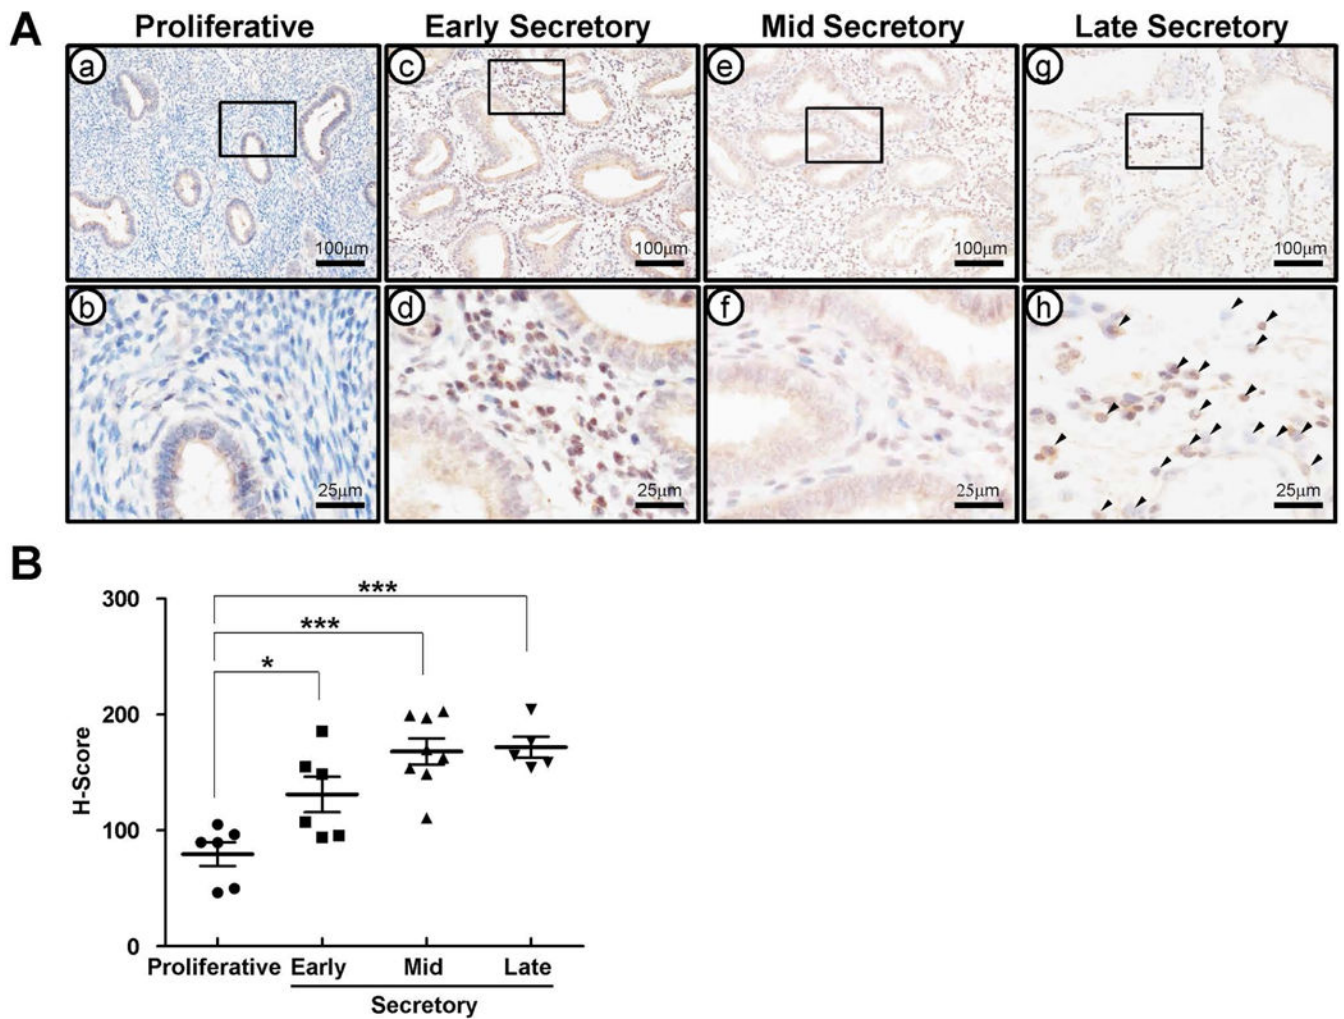 A
Proliferative
Early Secretory
Mid Secretory
Late Secretory
a
c
e
g
100μm
100μm
100μm
100μm
b
d
f
h
25μm
25μm
25μm
25μm
B
***
***
*
300
200
100
0
H-Score
Proliferative Early Mid Late
Secretory